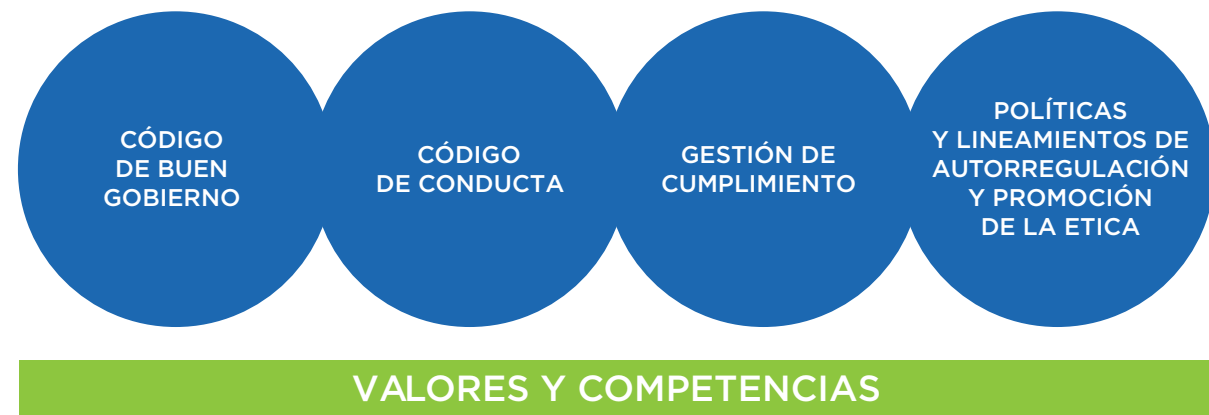 CÓDIGO
DE BUEN
GOBIERNO
CÓDIGO
DE CONDUCTA
GESTIÓN DE
CUMPLIMIENTO
POLÍTICAS
Y LINEAMIENTOS DE
AUTORREGULACIÓN
Y PROMOCIÓN
DE LA ETICA
VALORES Y COMPETENCIAS